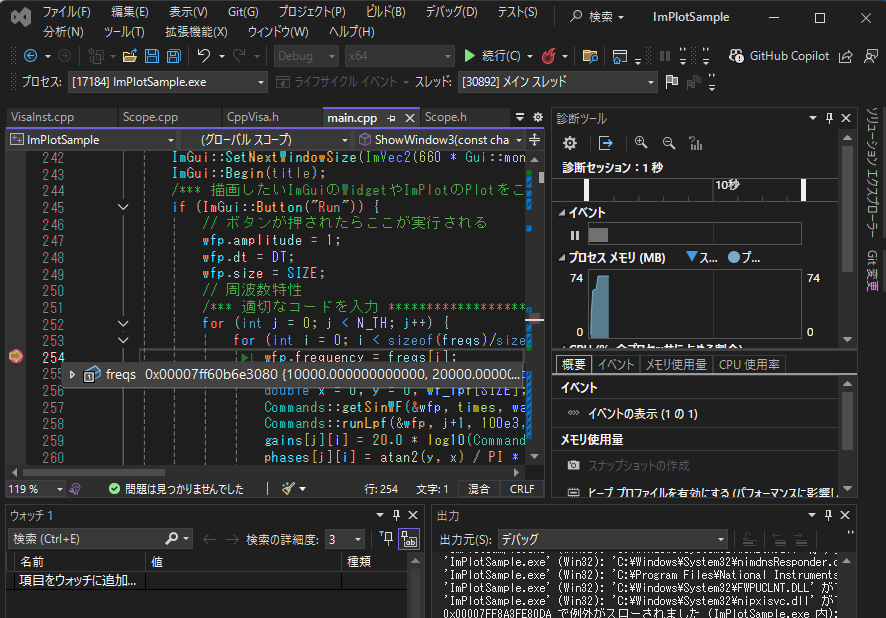 ファイル(F) 編集(E) 表示(V) Git(G) プロジェクト(P) ビルド(B) デバッグ(D) テスト(S) 検索 ImPlotSample
分析(N) ツール(T) 拡張機能(X) ウィンドウ(W) ヘルプ(H)
Debug x64 続行(C) GitHub Copilot
プロセス: [17184] ImPlotSample.exe ライフサイクル イベント スレッド: [30892] メイン スレッド
VisaInst.cpp Scope.cpp CppVisa.h main.cpp Scope.h
ImPlotSample (グローバル スコープ) ShowWindow3(const cha
242 ImGui::SetNextWindowSize(ImVec2(660 * Gui::mon
243 ImGui::Begin(title);
244 /*** 描画したいImGuiのWidgetやImPlotのPlotをこ
245 if (ImGui::Button("Run")) {
246 // ボタンが押されたらここが実行される
247 wfp.amplitude = 1;
248 wfp.dt = DT;
249 wfp.size = SIZE;
250 // 周波数特性
251 /*** 適切なコードを入力 ******************
252 for (int j = 0; j < N_TH; j++) {
253 for (int i = 0; i < sizeof(freqs)/size
254 wfp.frequency = freqs[i];
255 freqs 0x00007ff60b6e3080 {10000.000000000000, 20000.0000...
256 double x = 0, y = 0, wf_lpf[SIZE];
257 Commands::getSinWF(&wfp, times, wa
258 Commands::runLpf(&wfp, j+1, 100e3,
259 gains[j][i] = 20.0 * log10(Command
260 phases[j][i] = atan2(y, x) / PI *
119 % 問題は見つかりませんでした 行: 254 文字: 1 混合 CRLF
診断ツール
診断セッション: 1 秒
10秒
イベント
プロセス メモリ (MB) ス... プ...
74 74
0 0
概要 イベント メモリ使用量 CPU 使用率
イベント
イベントの表示 (1 の 1)
メモリ使用量
スナップショットの作成
ヒープ プロファイルを有効にする (パフォーマンスに影響し
ソリューション エクスプローラー
Git 変更
ウォッチ 1
検索 (Ctrl+E) 検索の詳細度: 3
名前 値 種類
項目をウォッチに追加...
出力
出力元(S): デバッグ
'ImPlotSample.exe' (Win32): 'C:¥Windows¥System32¥nimdnsResponder.d
'ImPlotSample.exe' (Win32): 'C:¥Program Files¥National Instruments
'ImPlotSample.exe' (Win32): 'C:¥Windows¥System32¥FWPUCLNT.DLL' が
'ImPlotSample.exe' (Win32): 'C:¥Windows¥System32¥nipxisvc.dll' が
0x00007FF8A3FE80DA で例外がスローされました (ImPlotSample.exe 内):